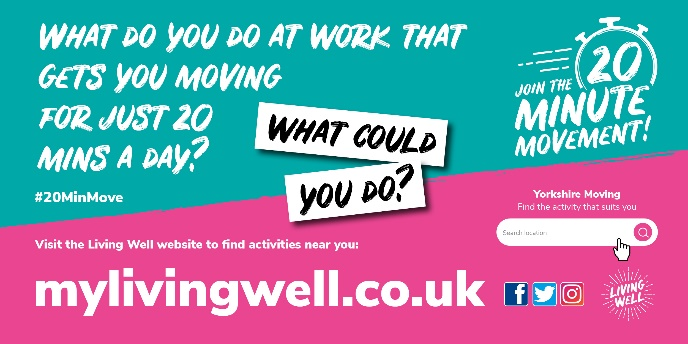 WHAT DO YOU DO AT WORK THAT
GETS YOU MOVING
FOR JUST 20
MINS A DAY?
WHAT COULD
YOU DO?
#20MinMove
JOIN THE 20
MINUTE
MOVEMENT!
Yorkshire Moving
Find the activity that suits you
Search location
Visit the Living Well website to find activities near you:
mylivingwell.co.uk
LIVING
WELL